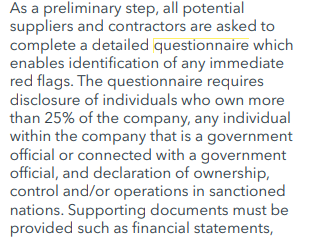 As a preliminary step, all potential
suppliers and contractors are asked to
complete a detailed questionnaire which
enables identification of any immediate
red flags. The questionnaire requires
disclosure of individuals who own more
than 25% of the company, any individual
within the company that is a government
official or connected with a government
official, and declaration of ownership,
control and/or operations in sanctioned
nations. Supporting documents must be
provided such as financial statements,